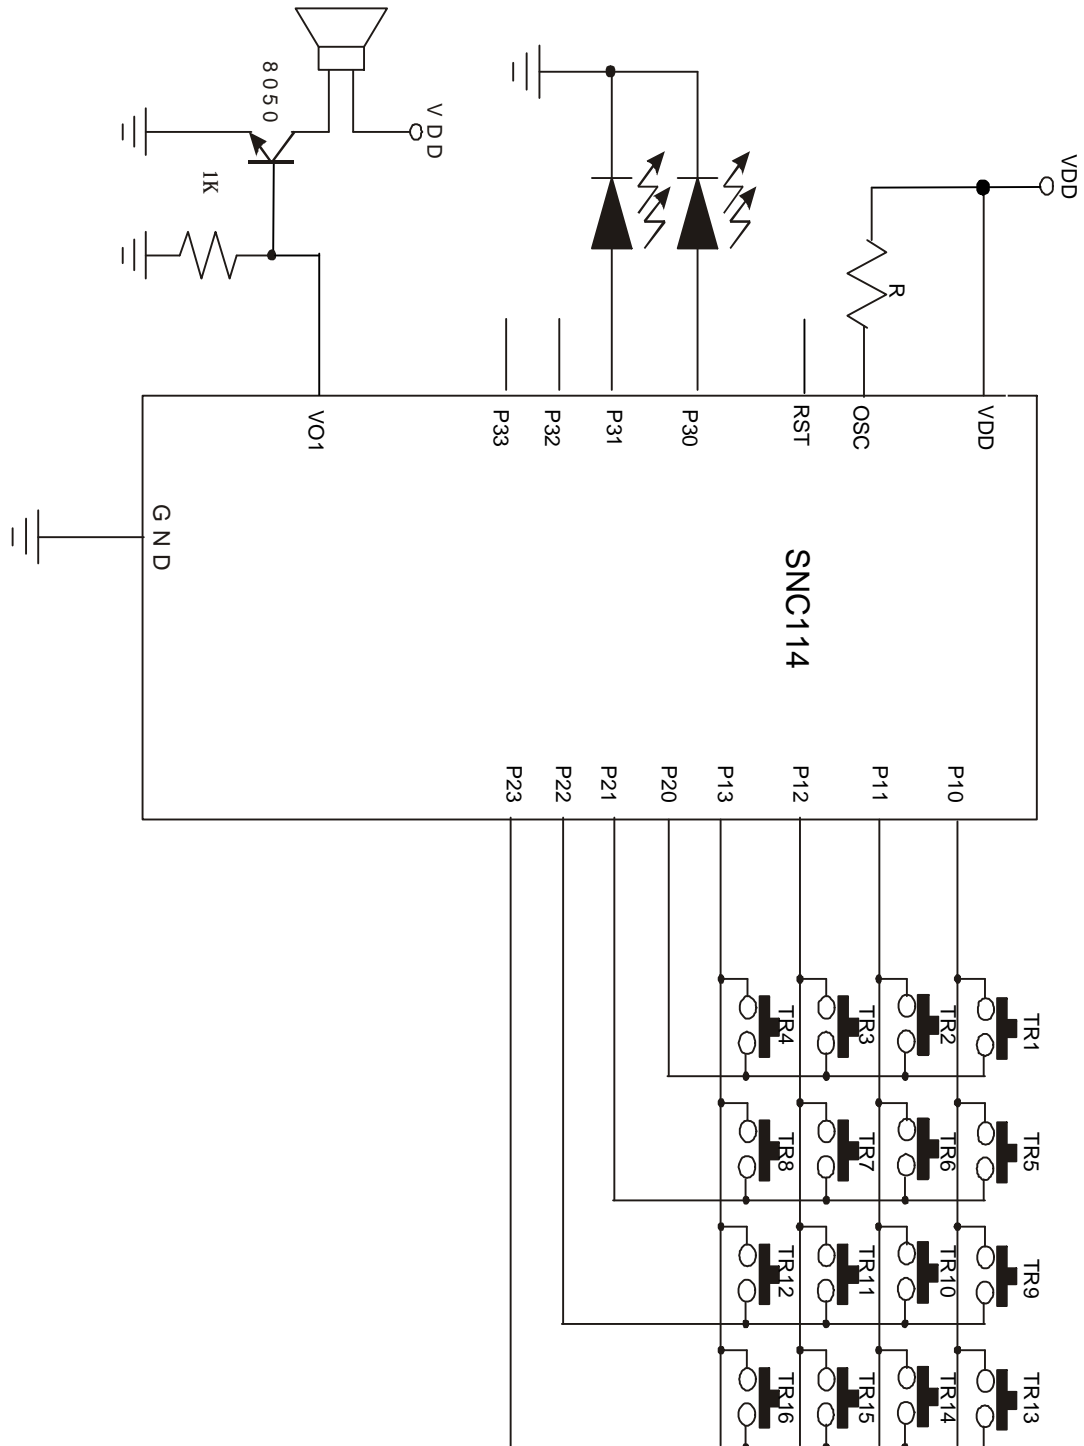 8050
VDD
1K
VDD
R
VO1
P33
P32
P31
P30
RST
OSC
VDD
GND
SNC114
P23
P22
P21
P20
P13
P12
P11
P10
TR4
TR3
TR2
TR1
TR8
TR7
TR6
TR5
TR12
TR11
TR10
TR9
TR16
TR15
TR14
TR13